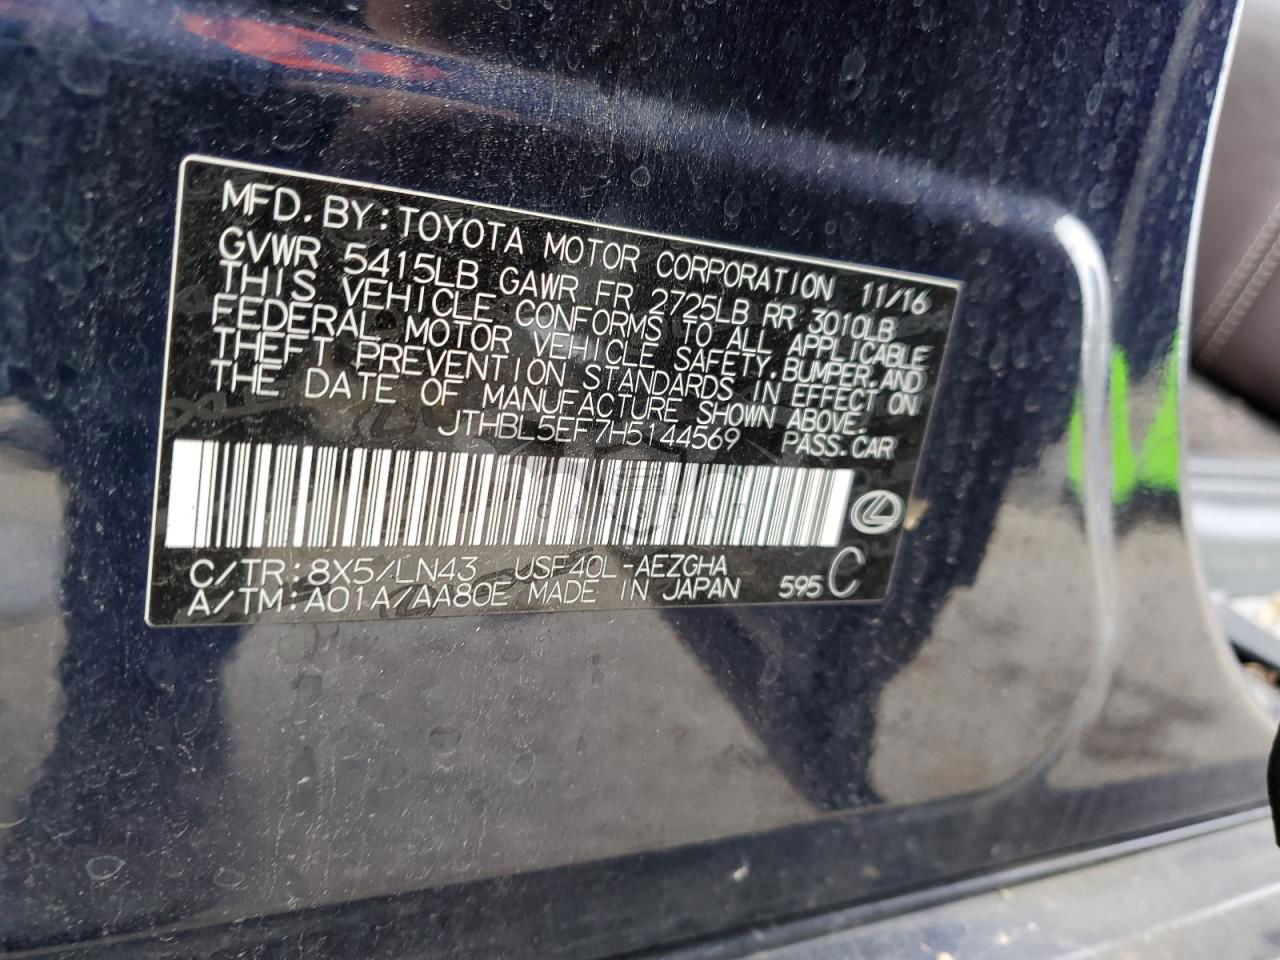 MFD. BY: TOYOTA MOTOR CORPORATION 11/16
GVWR 5415LB GAWR FR 2725LB RR 3010LB
THIS VEHICLE CONFORMS TO ALL APPLICABLE
FEDERAL MOTOR VEHICLE SAFETY, BUMPER, AND
THEFT PREVENTION STANDARDS IN EFFECT ON
THE DATE OF MANUFACTURE SHOWN ABOVE.
JTHBL5EF7H5144569 PASS. CAR
C/TR: 8X5/LN43 USF40L-AEZGHA
A/TM: A01A/AA80E MADE IN JAPAN 595 C